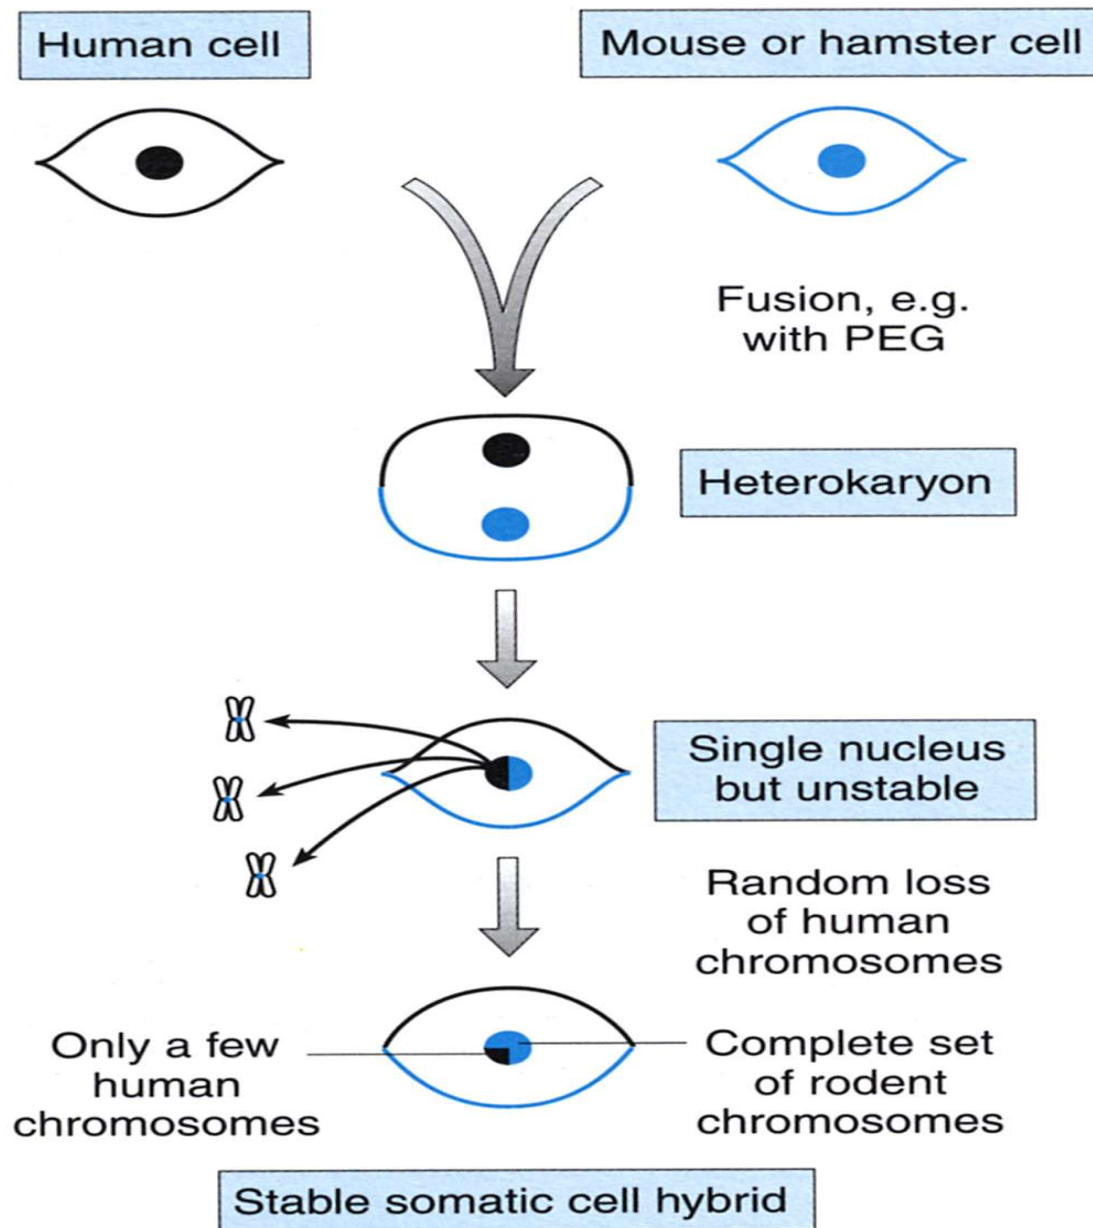 Human cell
Mouse or hamster cell
Fusion, e.g.
with PEG
Heterokaryon
Single nucleus
but unstable
Random loss
of human
chromosomes
Only a few
human
chromosomes
Complete set
of rodent
chromosomes
Stable somatic cell hybrid